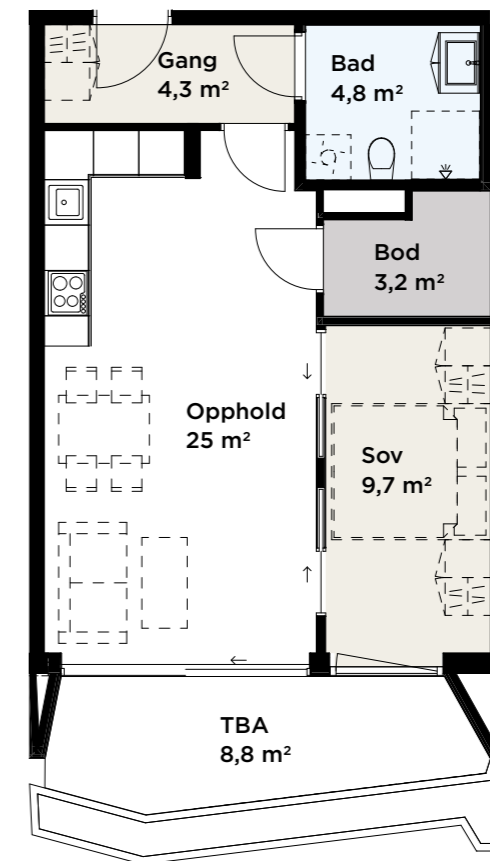 Gang
4,3 m²
Bad
4,8 m²
Bod
3,2 m²
Opphold
25 m²
Sov
9,7 m²
TBA
8,8 m²